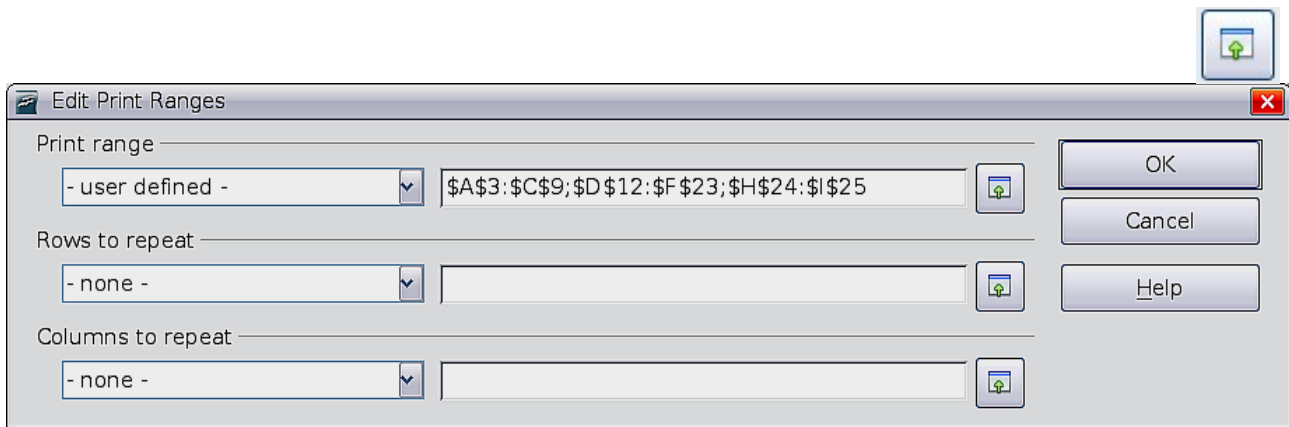 Edit Print Ranges
Print range
- user defined -
$A$3:$C$9;$D$12:$F$23;$H$24:$I$25
OK
Cancel
Rows to repeat
- none -
Help
Columns to repeat
- none -